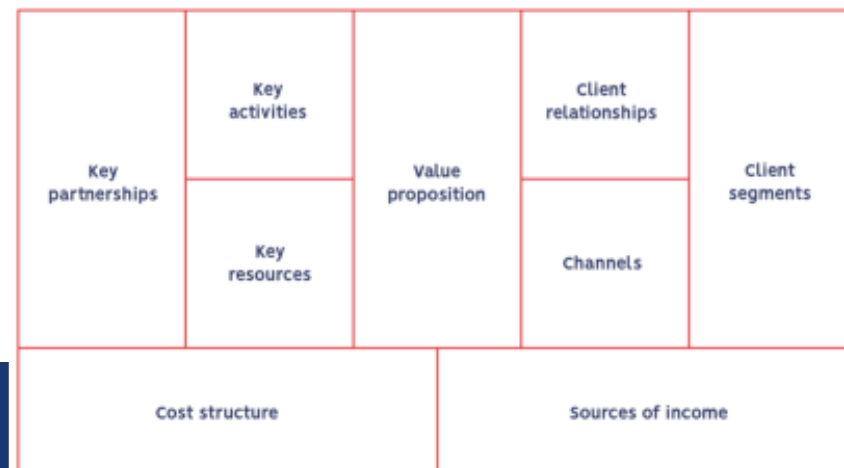 Key
partnerships
Key
activities
Key
resources
Value
proposition
Client
relationships
Channels
Client
segments
Cost structure
Sources of income